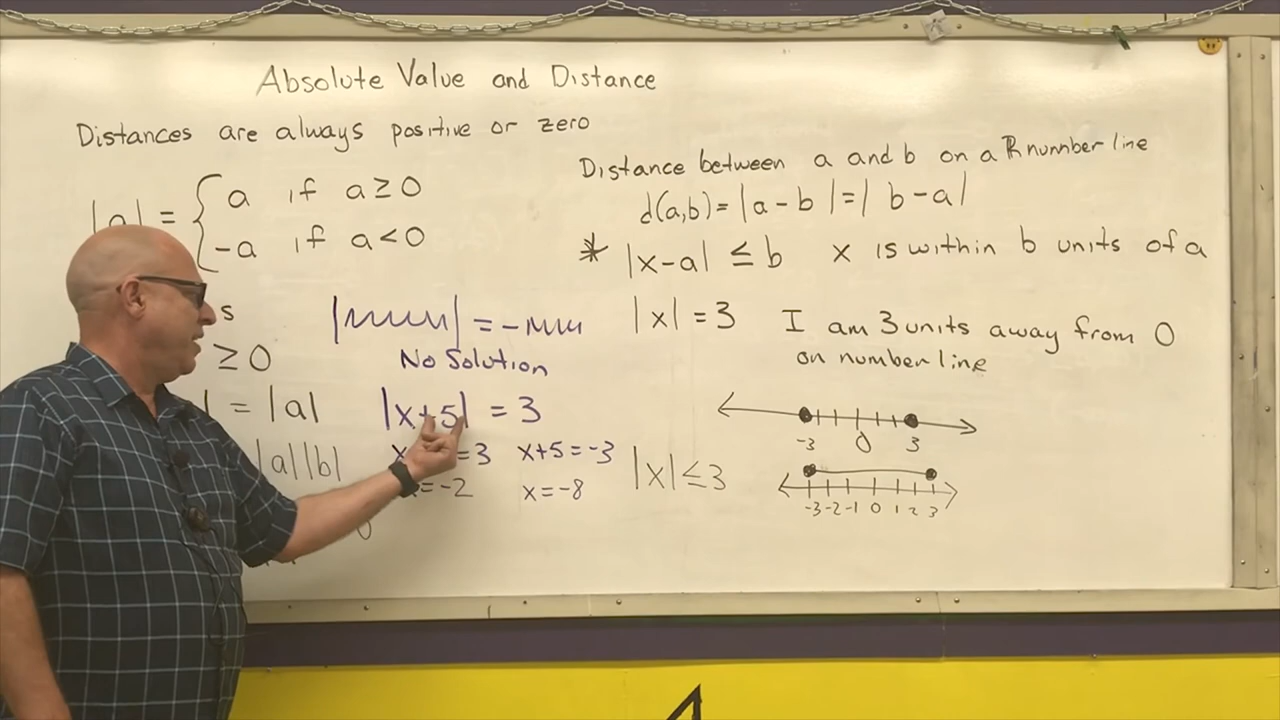 Absolute Value and Distance
Distances are always positive or zero
|a| = { a if a ≥ 0
-a if a < 0
s
≥ 0
| = |a|
|a||b|
0
|~~~~| = -~~~
No Solution
|x+5| = 3
x = 3 x+5 = -3
= -2 x = -8
Distance between a and b on a ℝ number line
d(a,b) = |a - b| = | b - a|
* |x-a| ≤ b x is within b units of a
|x| = 3 I am 3 units away from 0
on number line
-3 0 3
|x| ≤ 3
-3 -2 -1 0 1 2 3